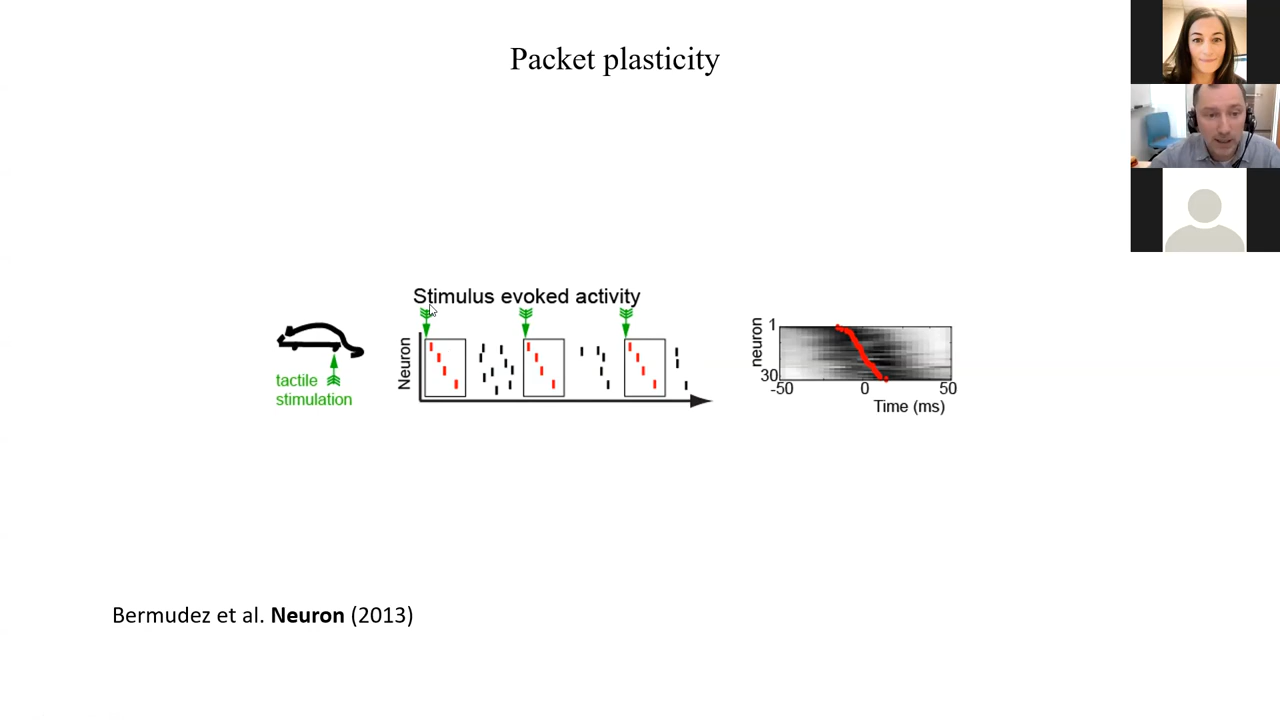 Packet plasticity
Stimulus evoked activity
tactile
stimulation
Neuron
neuron
1
30
-50
0
50
Time (ms)
Bermudez et al. Neuron (2013)